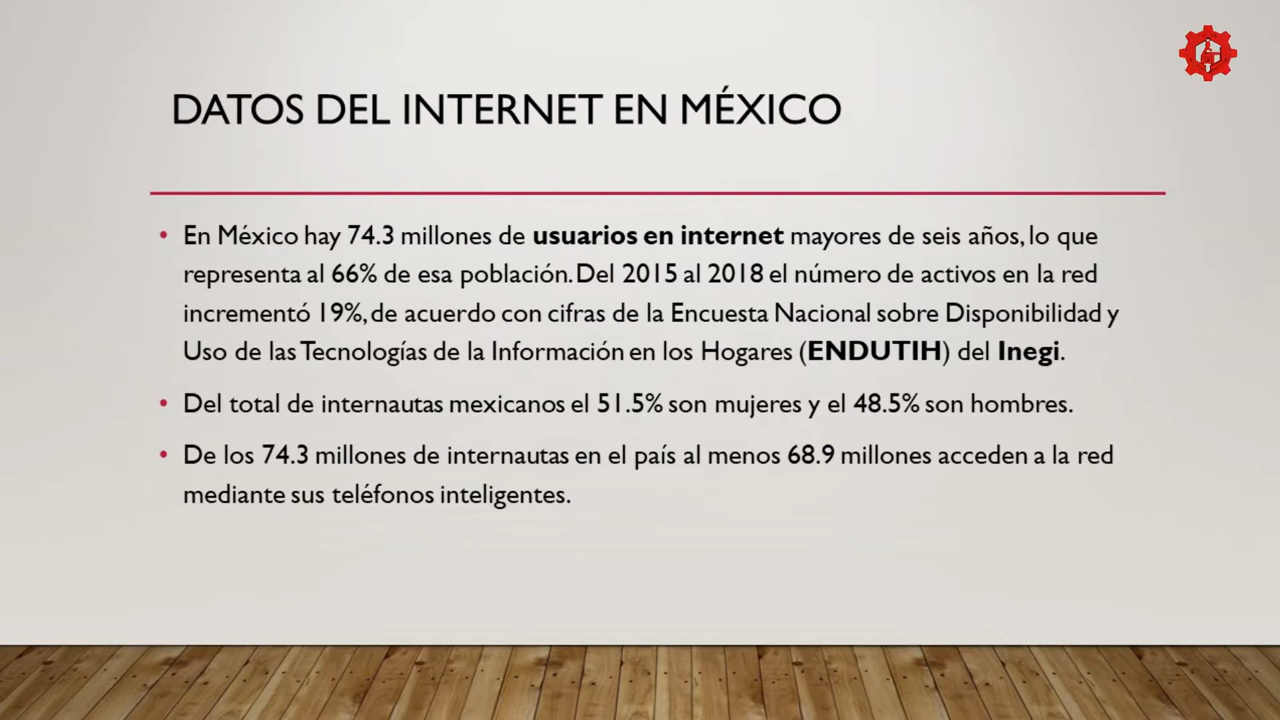 DATOS DEL INTERNET EN MÉXICO
• En México hay 74.3 millones de usuarios en internet mayores de seis años, lo que
representa al 66% de esa población. Del 2015 al 2018 el número de activos en la red
incrementó 19%, de acuerdo con cifras de la Encuesta Nacional sobre Disponibilidad y
Uso de las Tecnologías de la Información en los Hogares (ENDUTIH) del Inegi.
• Del total de internautas mexicanos el 51.5% son mujeres y el 48.5% son hombres.
• De los 74.3 millones de internautas en el país al menos 68.9 millones acceden a la red
mediante sus teléfonos inteligentes.